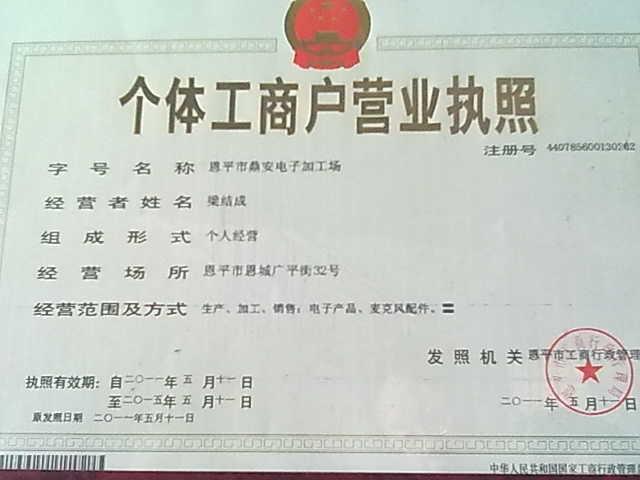 个体工商户营业执照
注册号 440785600130262
字号名称 恩平市鼎安电子加工场
经营者姓名 梁结成
组成形式 个人经营
经营场所 恩平市恩城广平街32号
经营范围及方式 生产、加工、销售：电子产品、麦克风配件。〓
发照机关 恩平市工商行政管理
执照有效期： 自二〇一一年五月十一日
至二〇一五年五月十一日
二〇一一年五月十一日
原发照日期 二〇一一年五月十一日
中华人民共和国国家工商行政管理